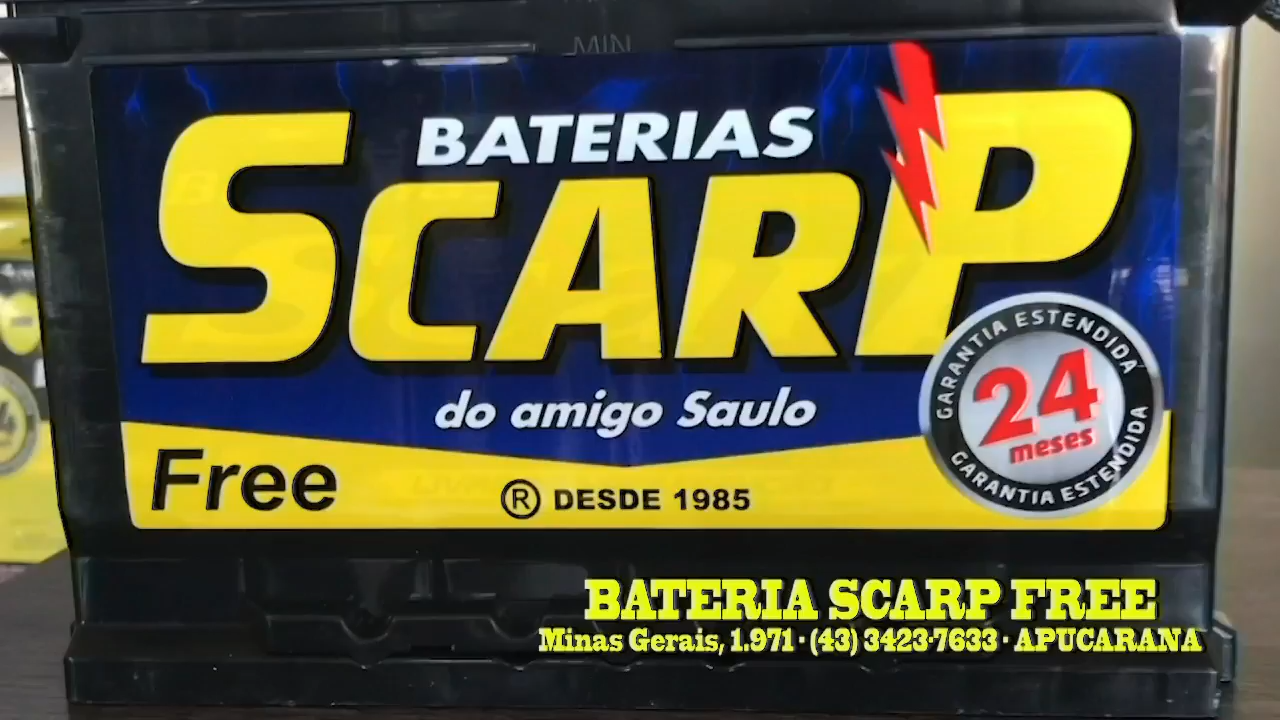 MIN
BATERIAS
SCARP
do amigo Saulo
Free
® DESDE 1985
GARANTIA ESTENDIDA
24
meses
GARANTIA ESTENDIDA
BATERIA SCARP FREE
Minas Gerais, 1.971 · (43) 3423-7633 · APUCARANA